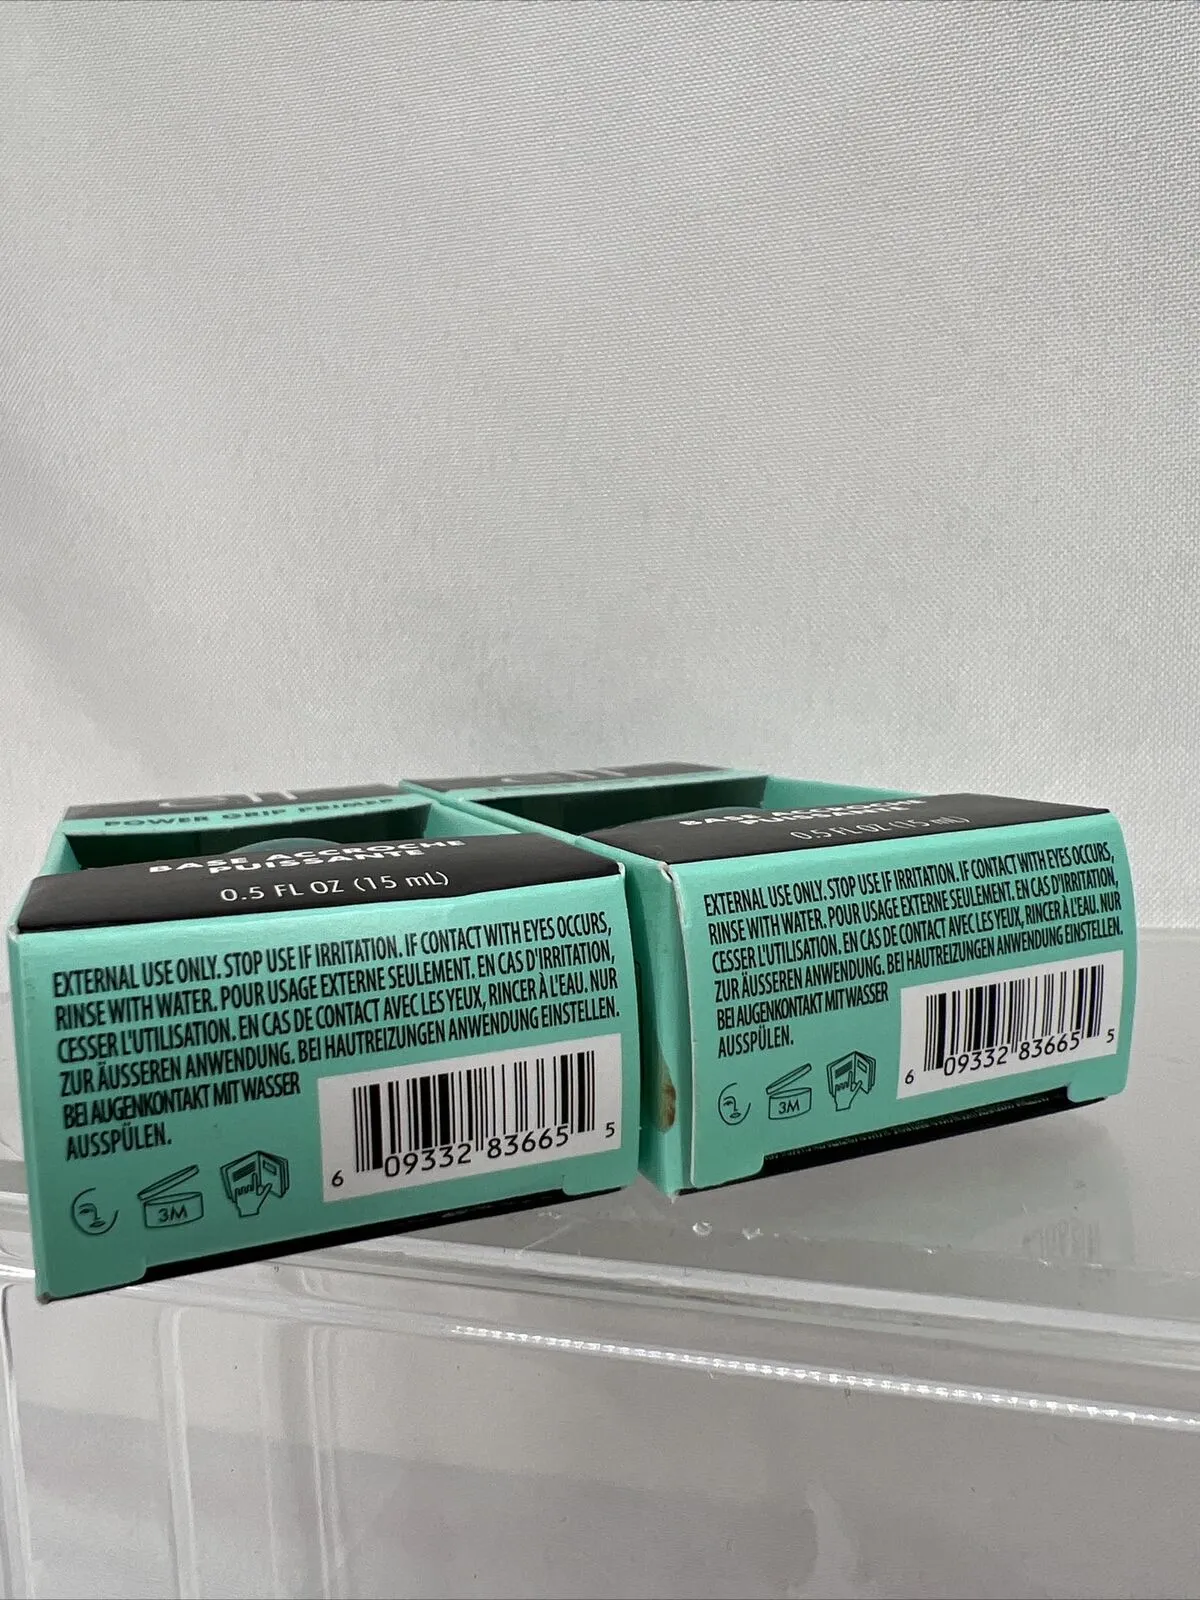 POWER GRIP PRIMER
BASE ACCROCHE
PUISSANTE
0.5 FL OZ (15 mL)
EXTERNAL USE ONLY. STOP USE IF IRRITATION. IF CONTACT WITH EYES OCCURS,
RINSE WITH WATER. POUR USAGE EXTERNE SEULEMENT. EN CAS D'IRRITATION,
CESSER L'UTILISATION. EN CAS DE CONTACT AVEC LES YEUX, RINCER À L'EAU. NUR
ZUR ÄUSSEREN ANWENDUNG. BEI HAUTREIZUNGEN ANWENDUNG EINSTELLEN.
BEI AUGENKONTAKT MIT WASSER
AUSSPÜLEN.
3M
6 09332 83665 5
BASE ACCROCHE
PUISSANTE
0.5 FL OZ (15 mL)
EXTERNAL USE ONLY. STOP USE IF IRRITATION. IF CONTACT WITH EYES OCCURS,
RINSE WITH WATER. POUR USAGE EXTERNE SEULEMENT. EN CAS D'IRRITATION,
CESSER L'UTILISATION. EN CAS DE CONTACT AVEC LES YEUX, RINCER À L'EAU. NUR
ZUR ÄUSSEREN ANWENDUNG. BEI HAUTREIZUNGEN ANWENDUNG EINSTELLEN.
BEI AUGENKONTAKT MIT WASSER
AUSSPÜLEN.
3M
6 09332 83665 5